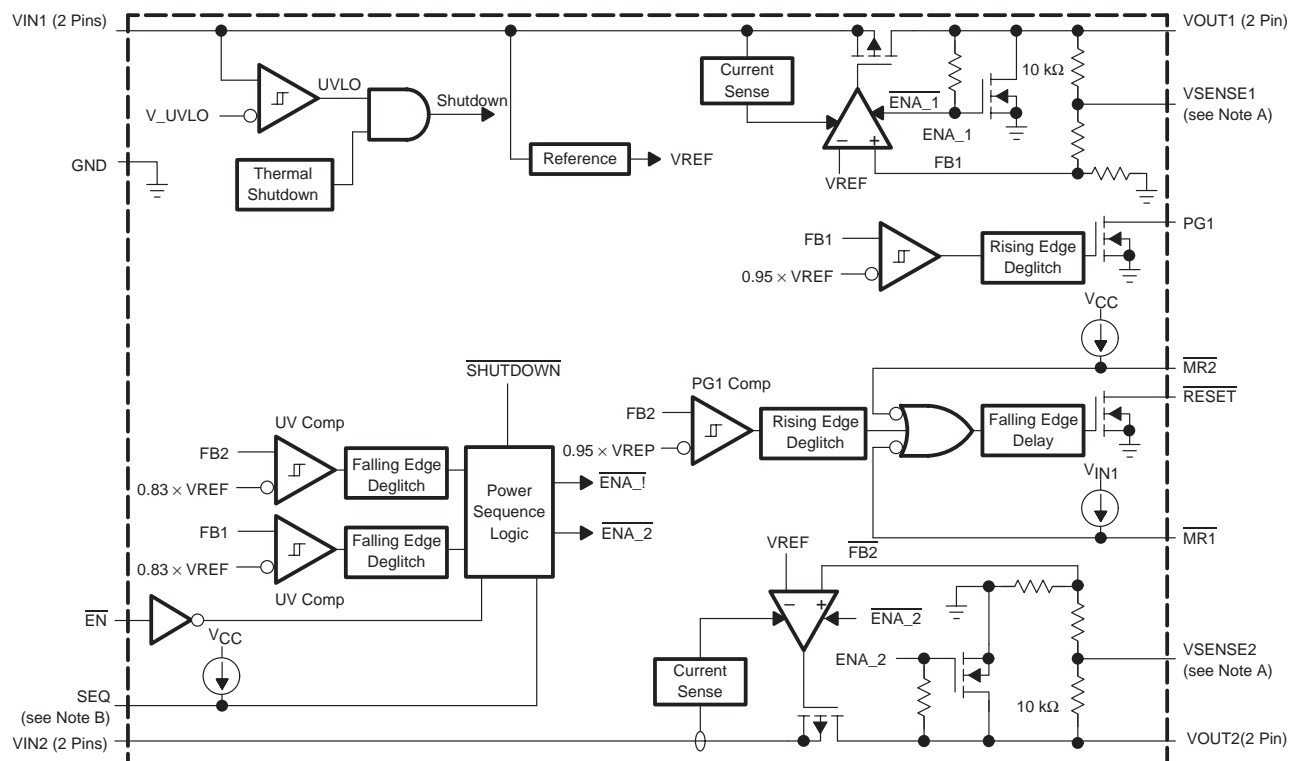 VIN1 (2 Pins)
VOUT1 (2 Pin)
Current
Sense
10 kΩ
UVLO
Shutdown
V_UVLO
ENA_1
ENA_1
VSENSE1
(see Note A)
GND
Thermal
Shutdown
Reference
VREF
VREF
FB1
PG1
FB1
0.95 × VREF
Rising Edge
Deglitch
VCC
SHUTDOWN
MR2
PG1 Comp
RESET
UV Comp
FB2
0.95 × VREP
Rising Edge
Deglitch
Falling Edge
Delay
FB2
0.83 × VREF
Falling Edge
Deglitch
Power
Sequence
Logic
ENA_!
ENA_2
VIN1
FB1
0.83 × VREF
Falling Edge
Deglitch
UV Comp
MR1
VREF
FB2
EN
VCC
ENA_2
ENA_2
Current
Sense
VSENSE2
(see Note A)
SEQ
(see Note B)
10 kΩ
VIN2 (2 Pins)
VOUT2(2 Pin)